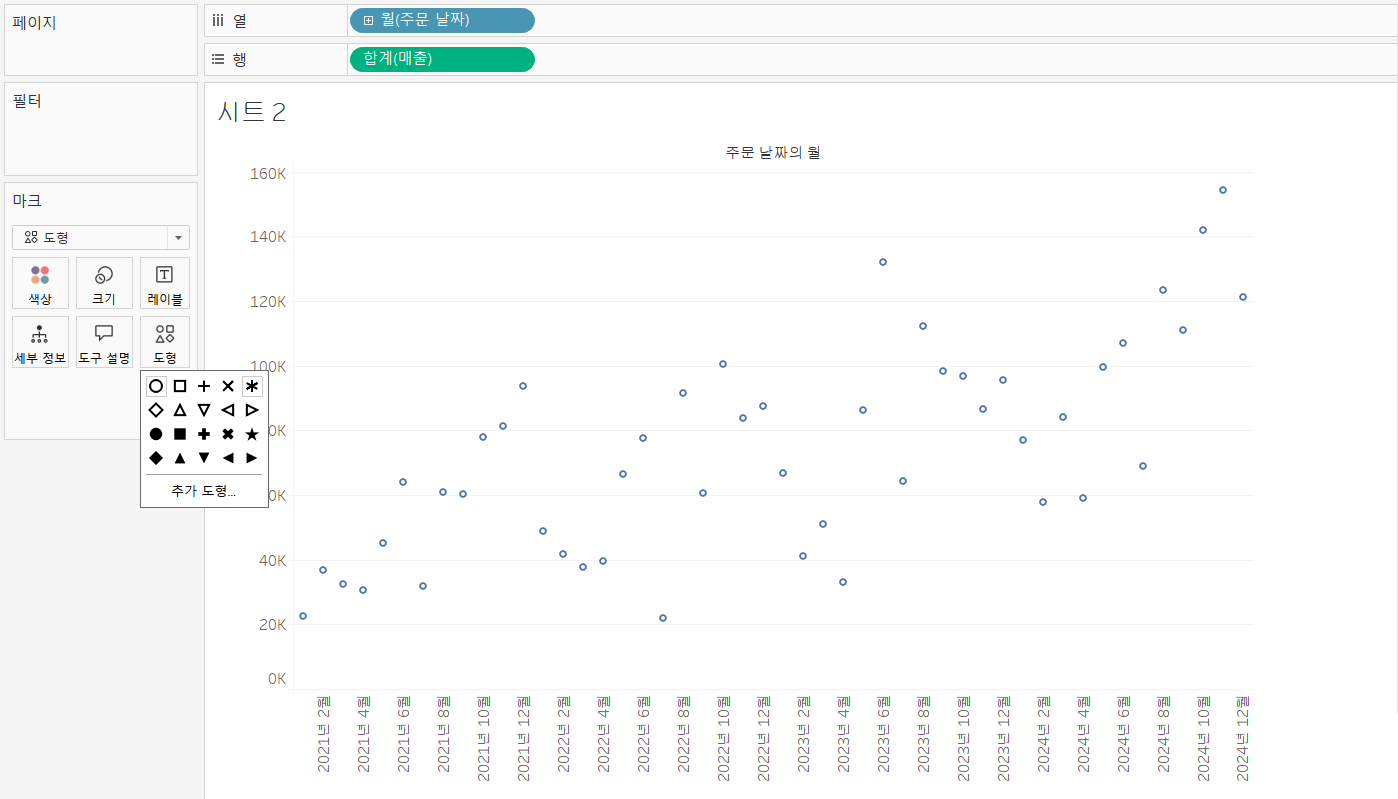 페이지
열
월(주문 날짜)
행
합계(매출)
필터
시트 2
마크
도형
색상
크기
레이블
세부 정보
도구 설명
도형
추가 도형...
주문 날짜의 월
160K
140K
120K
100K
0K
0K
40K
20K
0K
2021년 2월
2021년 4월
2021년 6월
2021년 8월
2021년 10월
2021년 12월
2022년 2월
2022년 4월
2022년 6월
2022년 8월
2022년 10월
2022년 12월
2023년 2월
2023년 4월
2023년 6월
2023년 8월
2023년 10월
2023년 12월
2024년 2월
2024년 4월
2024년 6월
2024년 8월
2024년 10월
2024년 12월